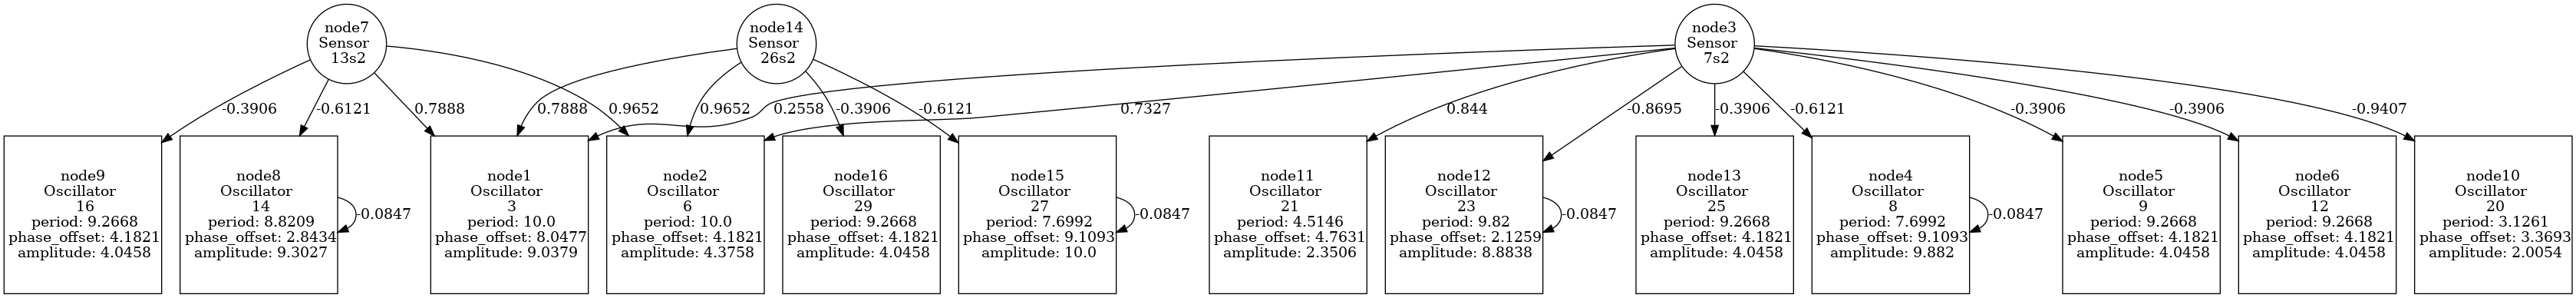 node7
Sensor
13s2
node14
Sensor
26s2
node3
Sensor
7s2
-0.3906
-0.6121
0.7888
0.9652
0.7888
0.9652
0.2558
-0.3906
-0.6121
0.7327
0.844
-0.8695
-0.3906
-0.6121
-0.3906
-0.3906
-0.9407
node9
Oscillator
16
period: 9.2668
phase_offset: 4.1821
amplitude: 4.0458
node8
Oscillator
14
period: 8.8209
phase_offset: 2.8434
amplitude: 9.3027
-0.0847
node1
Oscillator
3
period: 10.0
phase_offset: 8.0477
amplitude: 9.0379
node2
Oscillator
6
period: 10.0
phase_offset: 4.1821
amplitude: 4.3758
node16
Oscillator
29
period: 9.2668
phase_offset: 4.1821
amplitude: 4.0458
node15
Oscillator
27
period: 7.6992
phase_offset: 9.1093
amplitude: 10.0
-0.0847
node11
Oscillator
21
period: 4.5146
phase_offset: 4.7631
amplitude: 2.3506
node12
Oscillator
23
period: 9.82
phase_offset: 2.1259
amplitude: 8.8838
-0.0847
node13
Oscillator
25
period: 9.2668
phase_offset: 4.1821
amplitude: 4.0458
node4
Oscillator
8
period: 7.6992
phase_offset: 9.1093
amplitude: 9.882
-0.0847
node5
Oscillator
9
period: 9.2668
phase_offset: 4.1821
amplitude: 4.0458
node6
Oscillator
12
period: 9.2668
phase_offset: 4.1821
amplitude: 4.0458
node10
Oscillator
20
period: 3.1261
phase_offset: 3.3693
amplitude: 2.0054